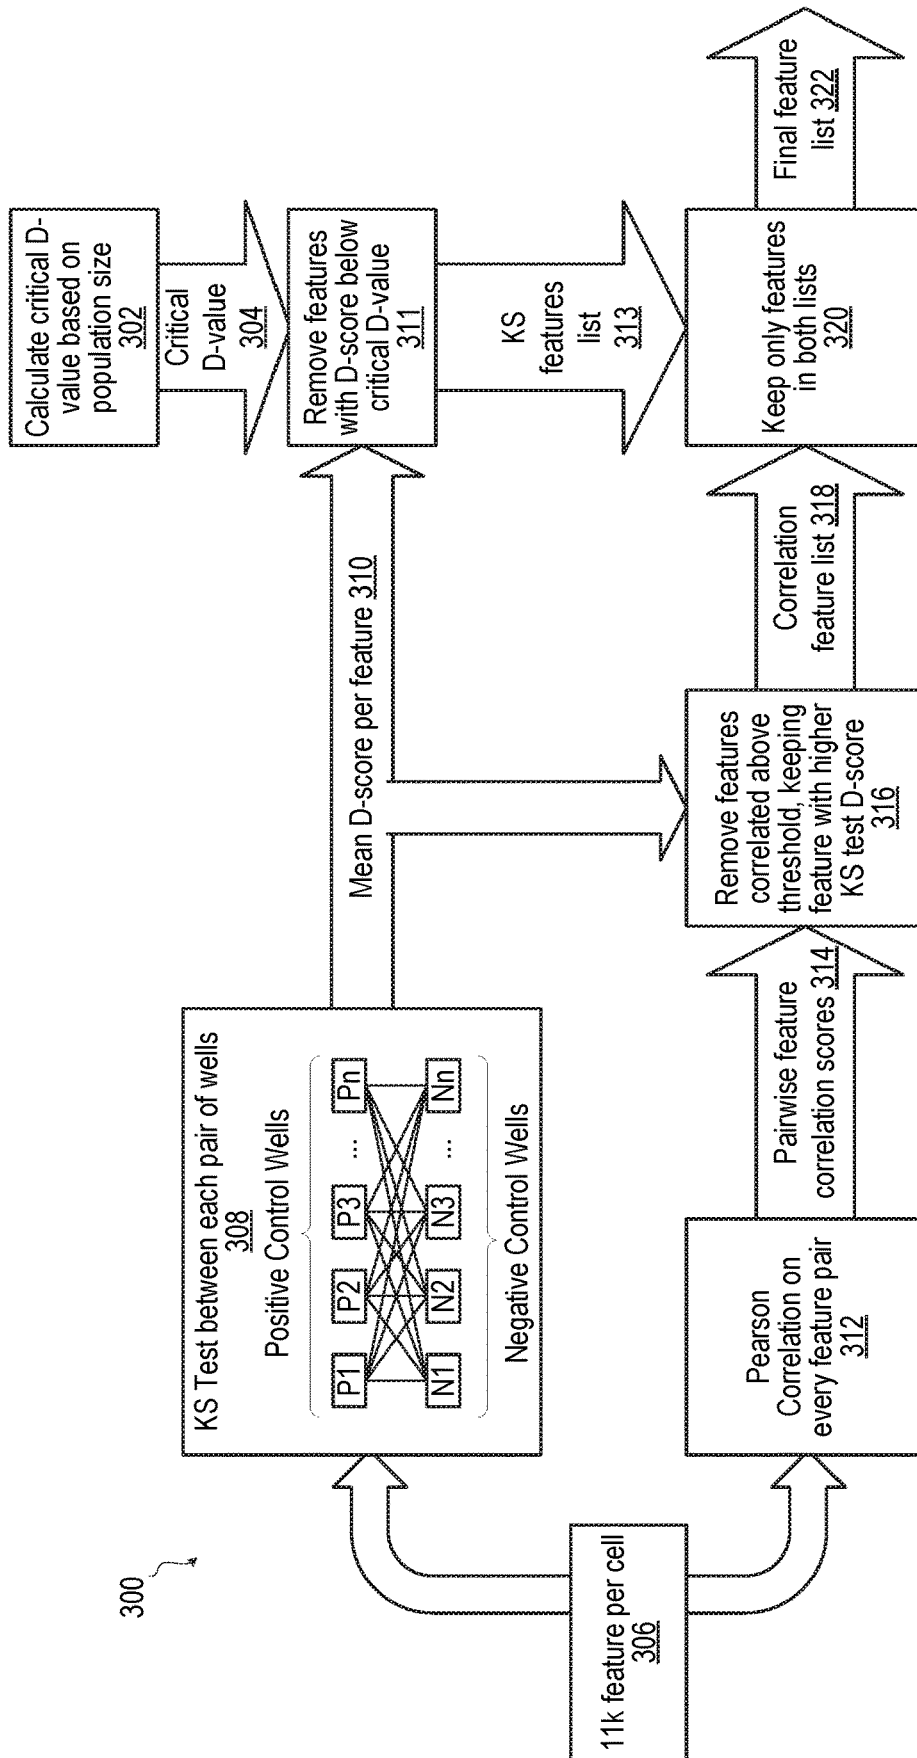 300
11k feature per cell
306
KS Test between each pair of wells
308
Positive Control Wells
P1
P2
P3
...
Pn
N1
N2
N3
...
Nn
Negative Control Wells
Mean D-score per feature 310
Calculate critical D-
value based on
population size
302
Critical
D-value
304
Remove features
with D-score below
critical D-value
311
KS
features
list
313
Pearson
Correlation on
every feature pair
312
Pairwise feature
correlation scores 314
Remove features
correlated above
threshold, keeping
feature with higher
KS test D-score
316
Correlation
feature list 318
Keep only features
in both lists
320
Final feature
list 322